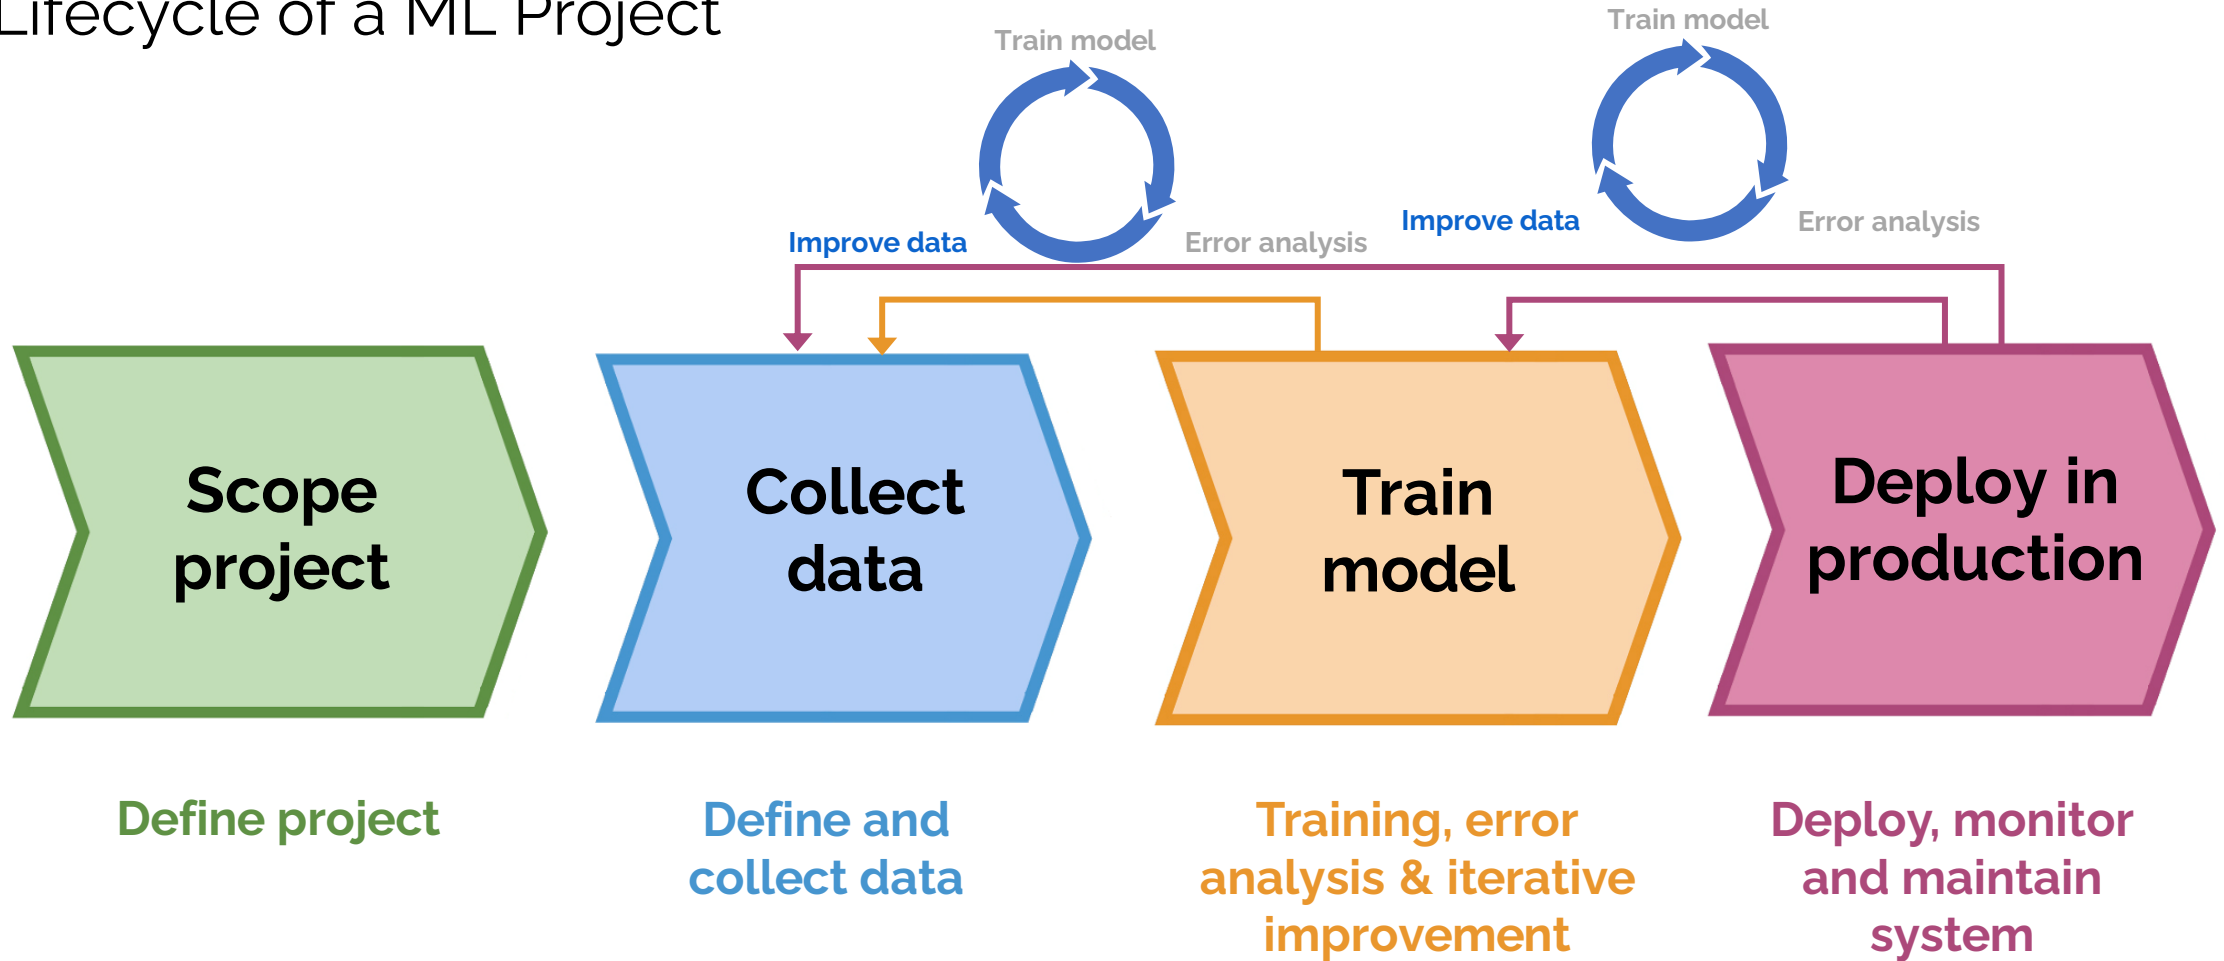 Lifecycle of a ML Project
Train model
Train model
Improve data
Error analysis
Improve data
Error analysis
Scope
project
Collect
data
Train
model
Deploy in
production
Define project
Define and
collect data
Training, error
analysis & iterative
improvement
Deploy, monitor
and maintain
system